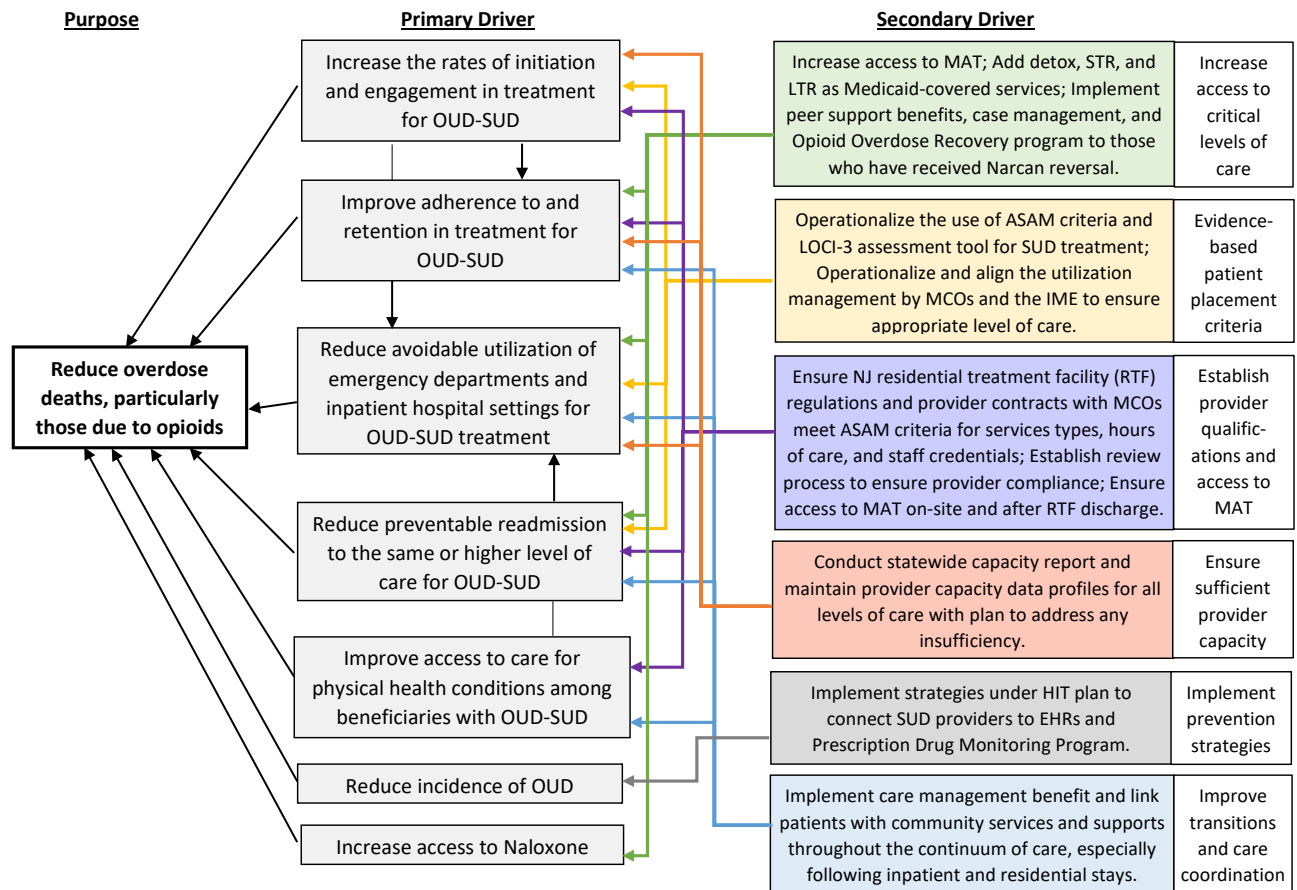 Purpose
Primary Driver
Secondary Driver
Increase the rates of initiation
and engagement in treatment
for OUD-SUD
Improve adherence to and
retention in treatment for
OUD-SUD
Reduce avoidable utilization of
emergency departments and
inpatient hospital settings for
OUD-SUD treatment
Reduce overdose
deaths, particularly
those due to opioids
Reduce preventable readmission
to the same or higher level of
care for OUD-SUD
Improve access to care for
physical health conditions among
beneficiaries with OUD-SUD
Reduce incidence of OUD
Increase access to Naloxone
Increase access to MAT; Add detox, STR, and
LTR as Medicaid-covered services; Implement
peer support benefits, case management, and
Opioid Overdose Recovery program to those
who have received Narcan reversal.
Increase
access to
critical
levels of
care
Operationalize the use of ASAM criteria and
LOCI-3 assessment tool for SUD treatment;
Operationalize and align the utilization
management by MCOs and the IME to ensure
appropriate level of care.
Evidence-
based
patient
placement
criteria
Ensure NJ residential treatment facility (RTF)
regulations and provider contracts with MCOs
meet ASAM criteria for services types, hours
of care, and staff credentials; Establish review
process to ensure provider compliance; Ensure
access to MAT on-site and after RTF discharge.
Establish
provider
qualific-
ations and
access to
MAT
Conduct statewide capacity report and
maintain provider capacity data profiles for all
levels of care with plan to address any
insufficiency.
Ensure
sufficient
provider
capacity
Implement strategies under HIT plan to
connect SUD providers to EHRs and
Prescription Drug Monitoring Program.
Implement
prevention
strategies
Implement care management benefit and link
patients with community services and supports
throughout the continuum of care, especially
following inpatient and residential stays.
Improve
transitions
and care
coordination